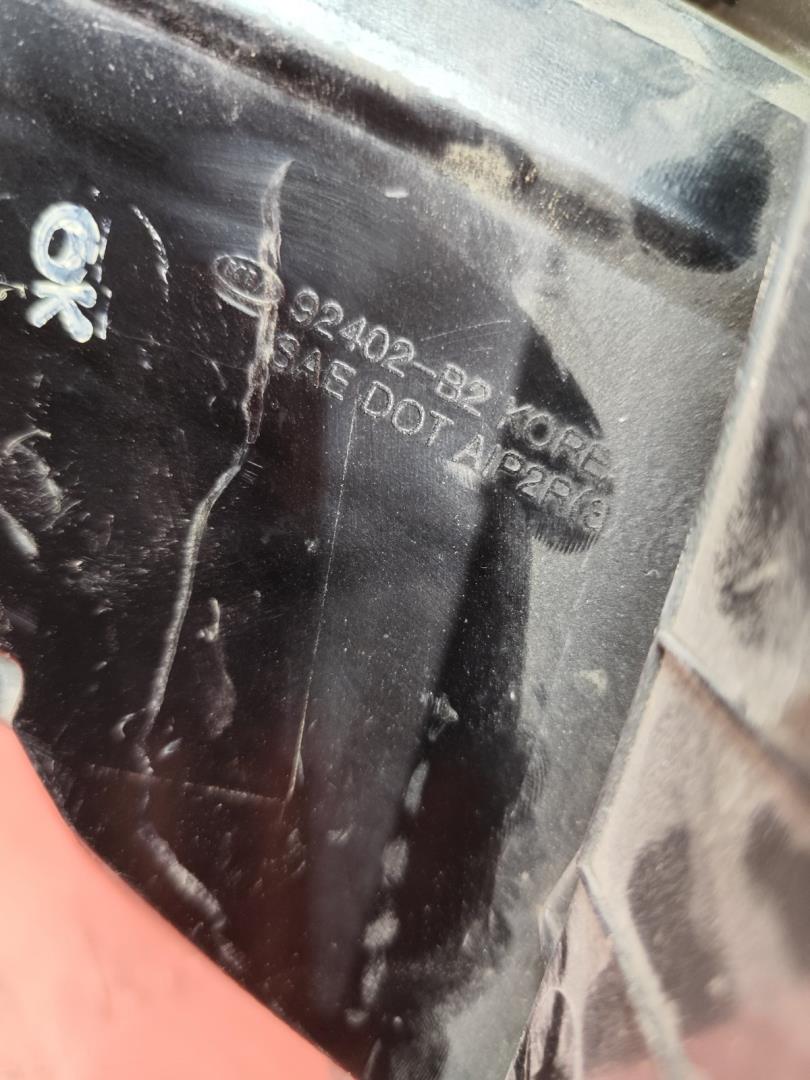 OK
92402-B2 KOREA
SAE DOT AIP2R(3